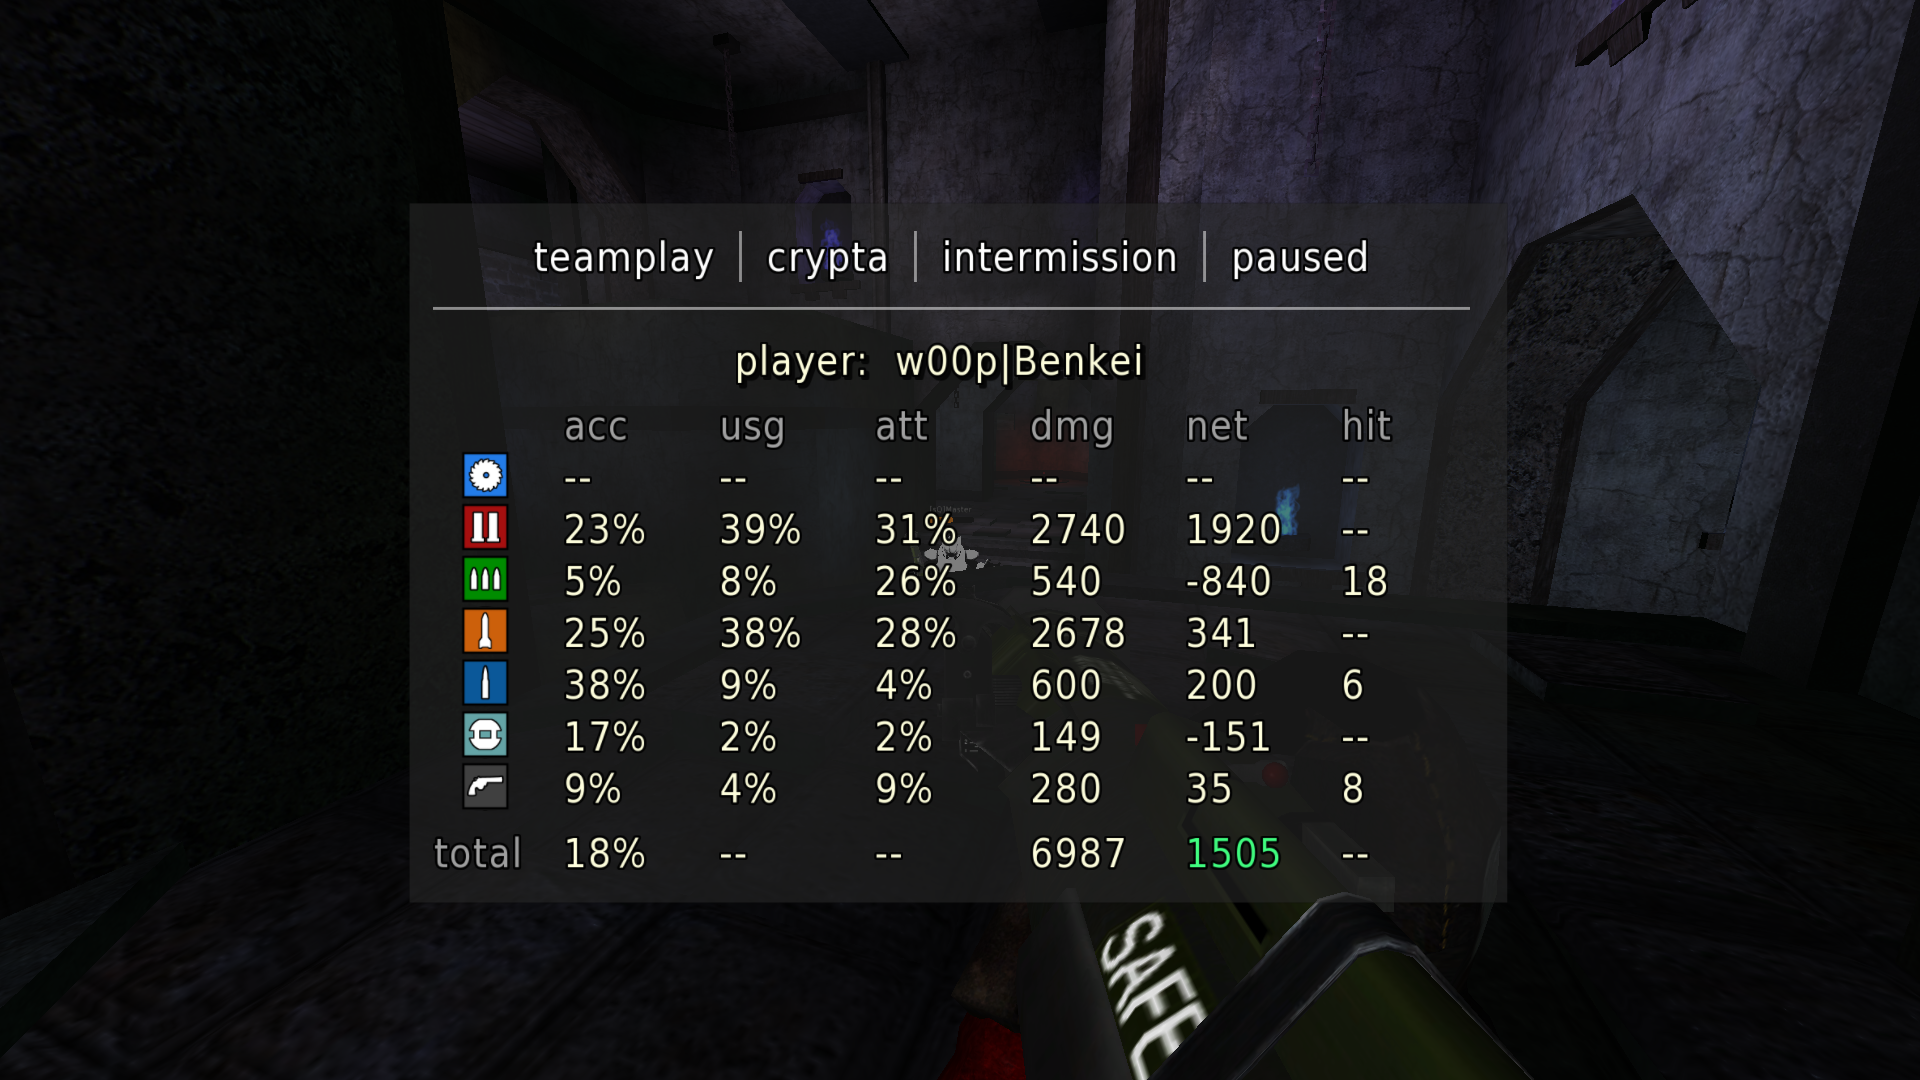 teamplay | crypta | intermission | paused
player: w00p|Benkei
acc usg att dmg net hit
-- -- -- -- -- --
23% 39% 31% 2740 1920 --
5% 8% 26% 540 -840 18
25% 38% 28% 2678 341 --
38% 9% 4% 600 200 6
17% 2% 2% 149 -151 --
9% 4% 9% 280 35 8
total 18% -- -- 6987 1505 --
SAFE